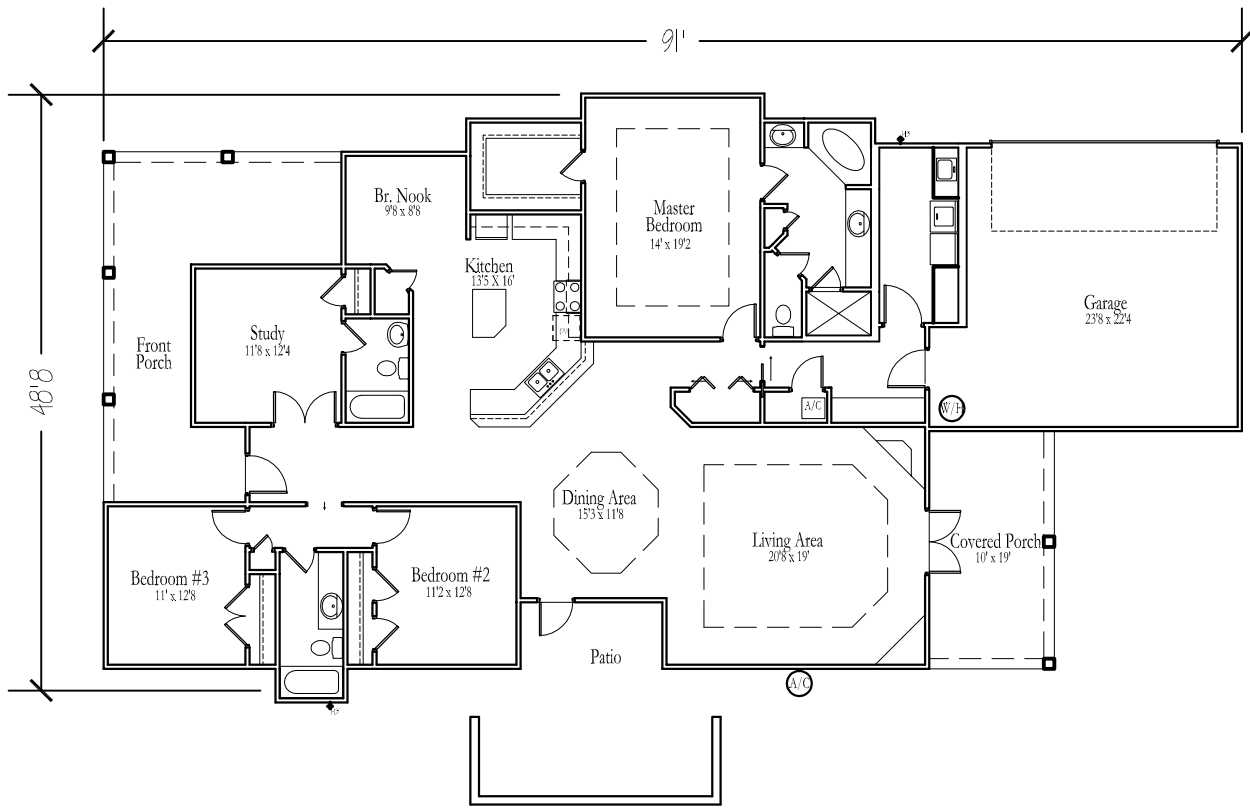 91'
48'8
Br. Nook
9'8 x 8'8
Master
Bedroom
14' x 19'2
Kitchen
13'5 X 16'
Study
11'8 x 12'4
Front
Porch
Garage
23'8 x 22'4
A/C
W/H
Dining Area
15'3 x 11'8
Living Area
20'8 x 19'
Covered Porch
10' x 19'
Bedroom #3
11' x 12'8
Bedroom #2
11'2 x 12'8
Patio
A/C